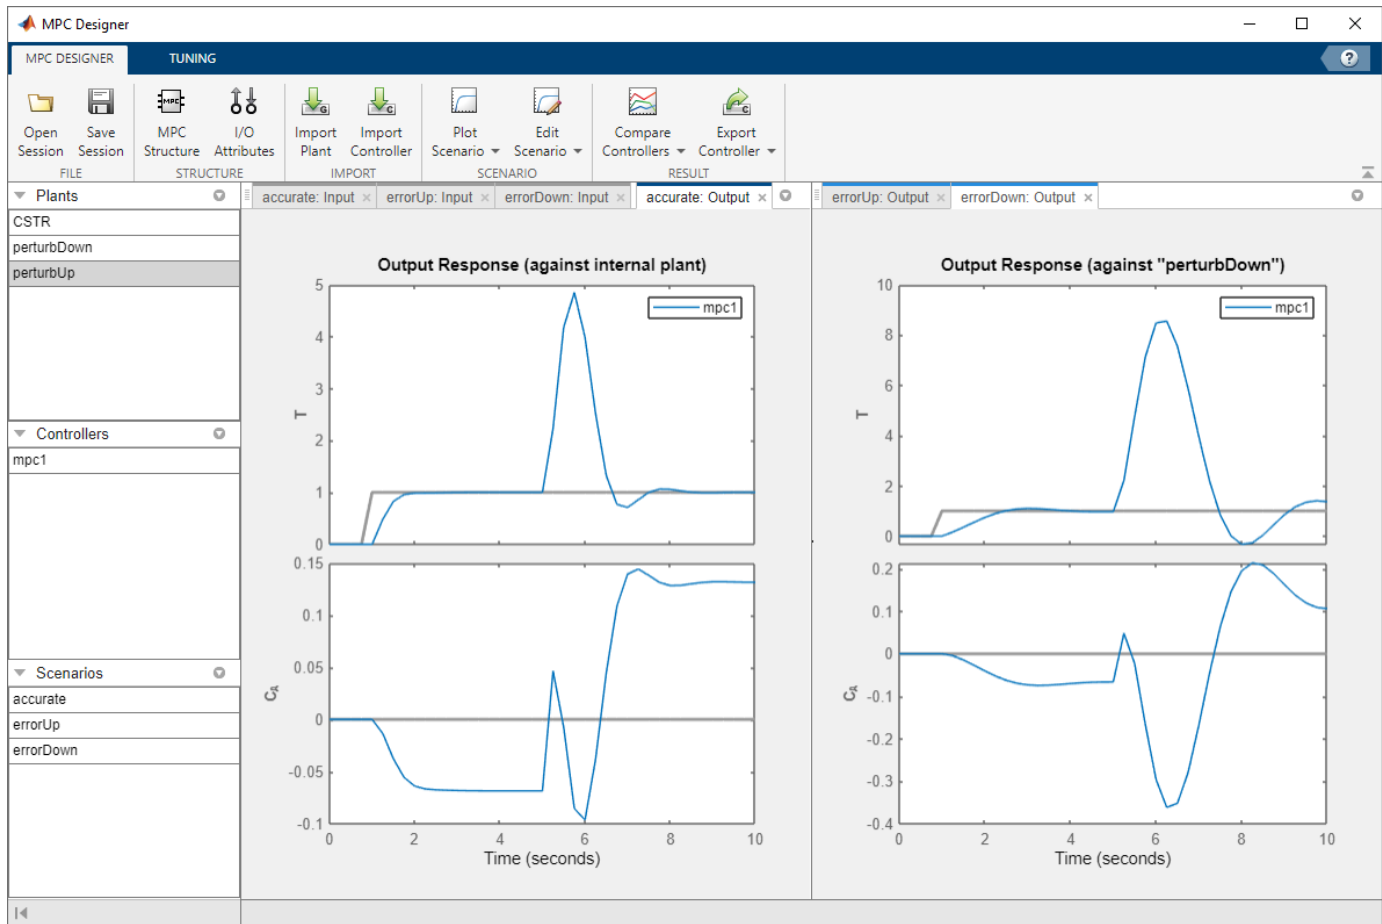 MPC Designer
MPC DESIGNER TUNING ?
Open Session
Save Session
MPC Structure
I/O Attributes
G Import Plant
C Import Controller
Plot Scenario
Edit Scenario
Compare Controllers
C Export Controller
FILE STRUCTURE IMPORT SCENARIO RESULT
Plants
CSTR
perturbDown
perturbUp
Controllers
mpc1
Scenarios
accurate
errorUp
errorDown
accurate: Input × errorUp: Input × errorDown: Input × accurate: Output ×
errorUp: Output × errorDown: Output ×
Output Response (against internal plant)
mpc1
5
4
3
2
1
0
T
0.15
0.1
0.05
0
-0.05
-0.1
C_A
0 2 4 6 8 10
Time (seconds)
Output Response (against "perturbDown")
mpc1
10
8
6
4
2
0
T
0.2
0.1
0
-0.1
-0.2
-0.3
-0.4
C_A
0 2 4 6 8 10
Time (seconds)